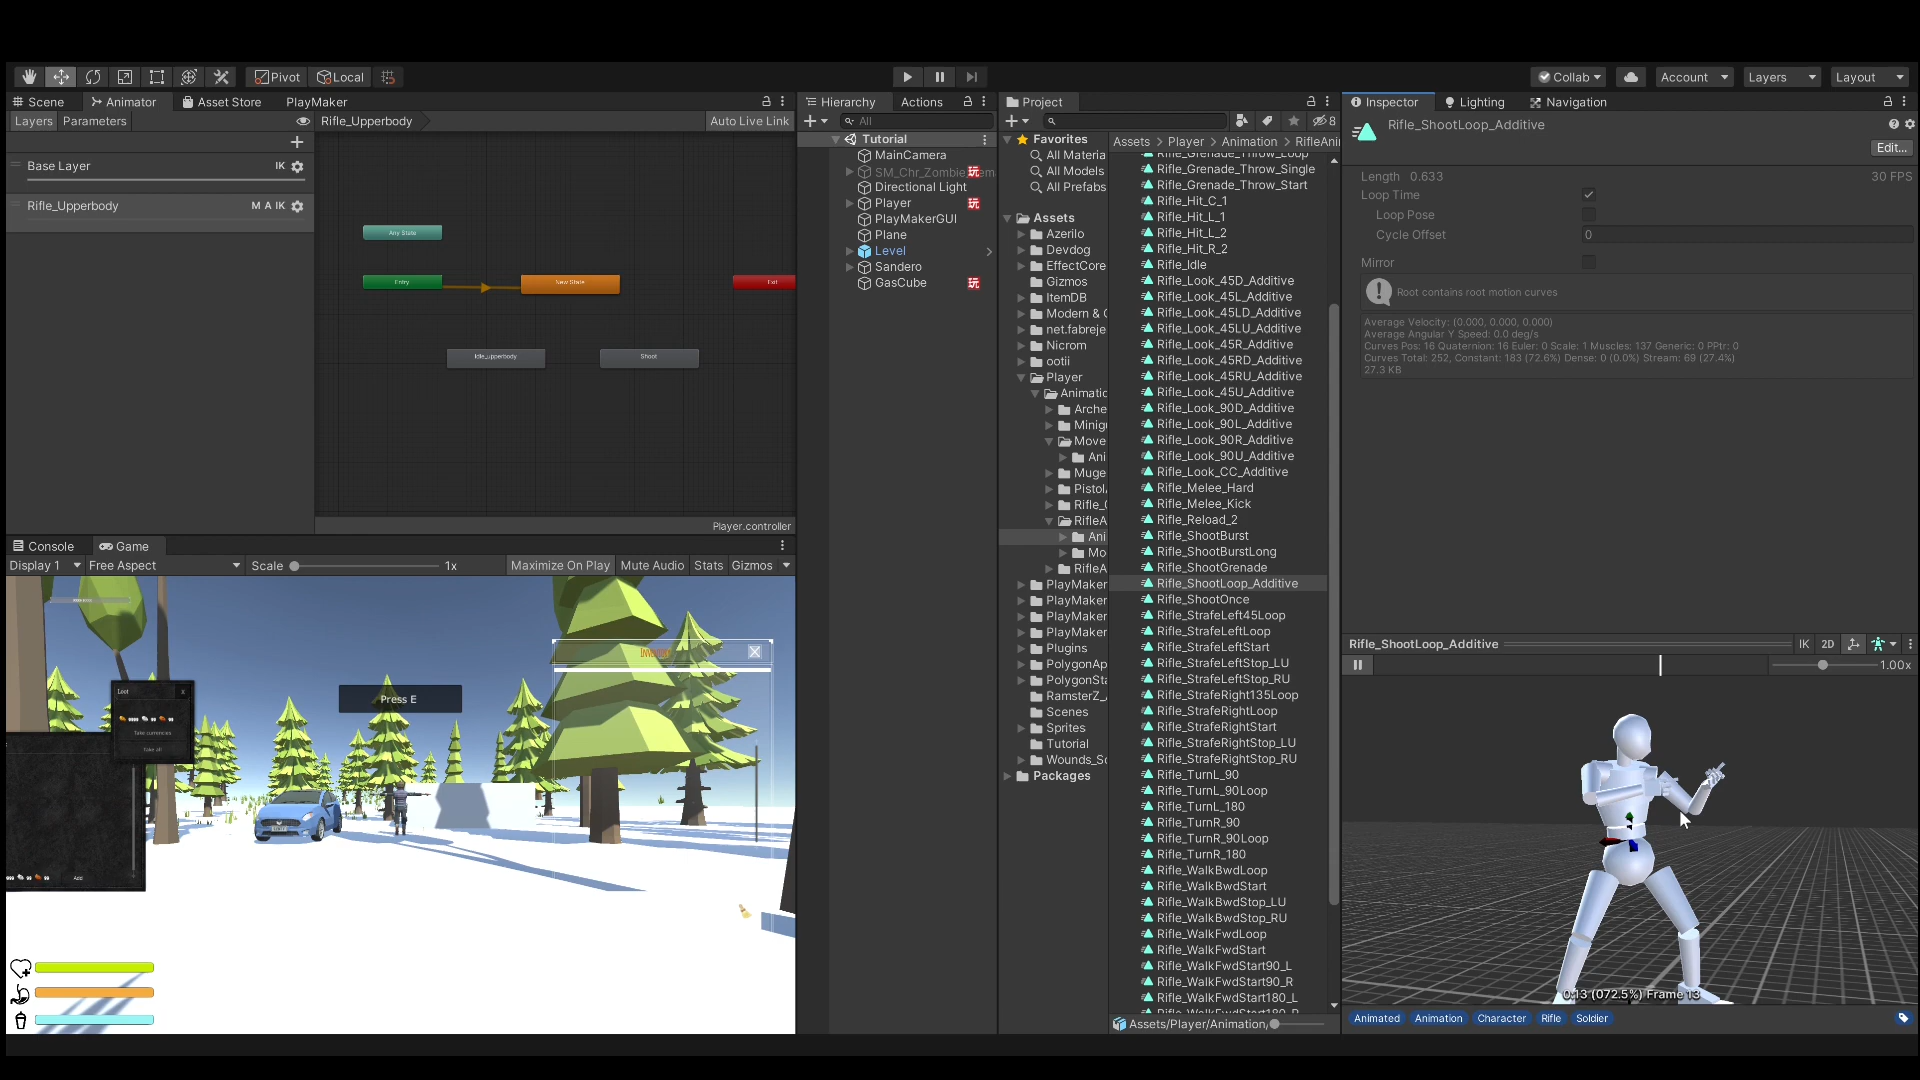 Pivot
Local
Collab
Account
Layers
Layout
Scene
Animator
Asset Store
PlayMaker
Layers
Parameters
Rifle_Upperbody
Auto Live Link
Base Layer
IK
Rifle_Upperbody
M A IK
Any State
Entry
New State
Exit
Idle_upperbody
Shoot
Player.controller
Console
Game
Display 1
Free Aspect
Scale
1x
Maximize On Play
Mute Audio
Stats
Gizmos
Loot
X
Take currencies
Take all
Add
Press E
Hierarchy
Actions
All
Tutorial
MainCamera
SM_Chr_Zombie
Directional Light
Player
PlayMakerGUI
Plane
Level
Sandero
GasCube
Project
8
Favorites
All Materia
All Models
All Prefabs
Assets
Azerilo
Devdog
EffectCore
Gizmos
ItemDB
Modern & C
net.fabreje
Nicrom
ootii
Player
Animatic
Arche
Minig
Move
Ani
Muge
Pistol
Rifle_
RifleA
Ani
Mo
RifleA
PlayMaker
PlayMaker
PlayMaker
PlayMaker
Plugins
PolygonAp
PolygonSta
RamsterZ_
Scenes
Sprites
Tutorial
Wounds_Sc
Packages
Assets > Player > Animation > RifleAni
Rifle_Grenade_Throw_Loop
Rifle_Grenade_Throw_Single
Rifle_Grenade_Throw_Start
Rifle_Hit_C_1
Rifle_Hit_L_1
Rifle_Hit_L_2
Rifle_Hit_R_2
Rifle_Idle
Rifle_Look_45D_Additive
Rifle_Look_45L_Additive
Rifle_Look_45LD_Additive
Rifle_Look_45LU_Additive
Rifle_Look_45R_Additive
Rifle_Look_45RD_Additive
Rifle_Look_45RU_Additive
Rifle_Look_45U_Additive
Rifle_Look_90D_Additive
Rifle_Look_90L_Additive
Rifle_Look_90R_Additive
Rifle_Look_90U_Additive
Rifle_Look_CC_Additive
Rifle_Melee_Hard
Rifle_Melee_Kick
Rifle_Reload_2
Rifle_ShootBurst
Rifle_ShootBurstLong
Rifle_ShootGrenade
Rifle_ShootLoop_Additive
Rifle_ShootOnce
Rifle_StrafeLeft45Loop
Rifle_StrafeLeftLoop
Rifle_StrafeLeftStart
Rifle_StrafeLeftStop_LU
Rifle_StrafeLeftStop_RU
Rifle_StrafeRight135Loop
Rifle_StrafeRightLoop
Rifle_StrafeRightStart
Rifle_StrafeRightStop_LU
Rifle_StrafeRightStop_RU
Rifle_TurnL_90
Rifle_TurnL_90Loop
Rifle_TurnL_180
Rifle_TurnR_90
Rifle_TurnR_90Loop
Rifle_TurnR_180
Rifle_WalkBwdLoop
Rifle_WalkBwdStart
Rifle_WalkBwdStop_LU
Rifle_WalkBwdStop_RU
Rifle_WalkFwdLoop
Rifle_WalkFwdStart
Rifle_WalkFwdStart90_L
Rifle_WalkFwdStart90_R
Rifle_WalkFwdStart180_L
Assets/Player/Animation/
Inspector
Lighting
Navigation
Rifle_ShootLoop_Additive
Edit...
Length 0.633
30 FPS
Loop Time
Loop Pose
Cycle Offset
0
Mirror
Root contains root motion curves
Average Velocity: (0.000, 0.000, 0.000)
Average Angular Y Speed: 0.0 deg/s
Curves Pos: 16 Quaternion: 16 Euler: 0 Scale: 1 Muscles: 137 Generic: 0 PPtr: 0
Curves Total: 252, Constant: 183 (72.6%) Dense: 0 (0.0%) Stream: 69 (27.4%)
27.3 KB
Rifle_ShootLoop_Additive
IK
2D
1.00x
0:13 (072.5%) Frame 13
Animated
Animation
Character
Rifle
Soldier